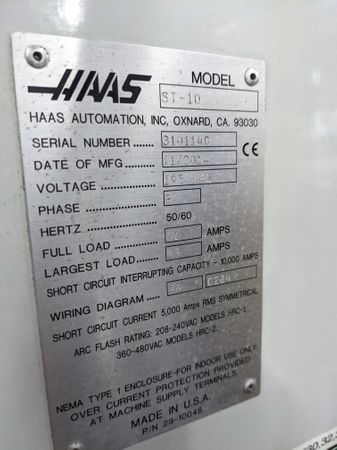 HAAS
MODEL
ST-10
HAAS AUTOMATION, INC, OXNARD, CA. 93030
SERIAL NUMBER
CE
DATE OF MFG.
VOLTAGE
PHASE
HERTZ 50/60
FULL LOAD AMPS
LARGEST LOAD AMPS
SHORT CIRCUIT INTERRUPTING CAPACITY - 10,000 AMPS
WIRING DIAGRAM
SHORT CIRCUIT CURRENT 5,000 Amps RMS SYMMETRICAL
ARC FLASH RATING: 208-240VAC MODELS HRC-1,
360-480VAC MODELS HRC-2
NEMA TYPE 1 ENCLOSURE-FOR INDOOR USE ONLY.
OVER CURRENT PROTECTION PROVIDED
AT MACHINE SUPPLY TERMINALS.
MADE IN U.S.A.
P/N 29-10048